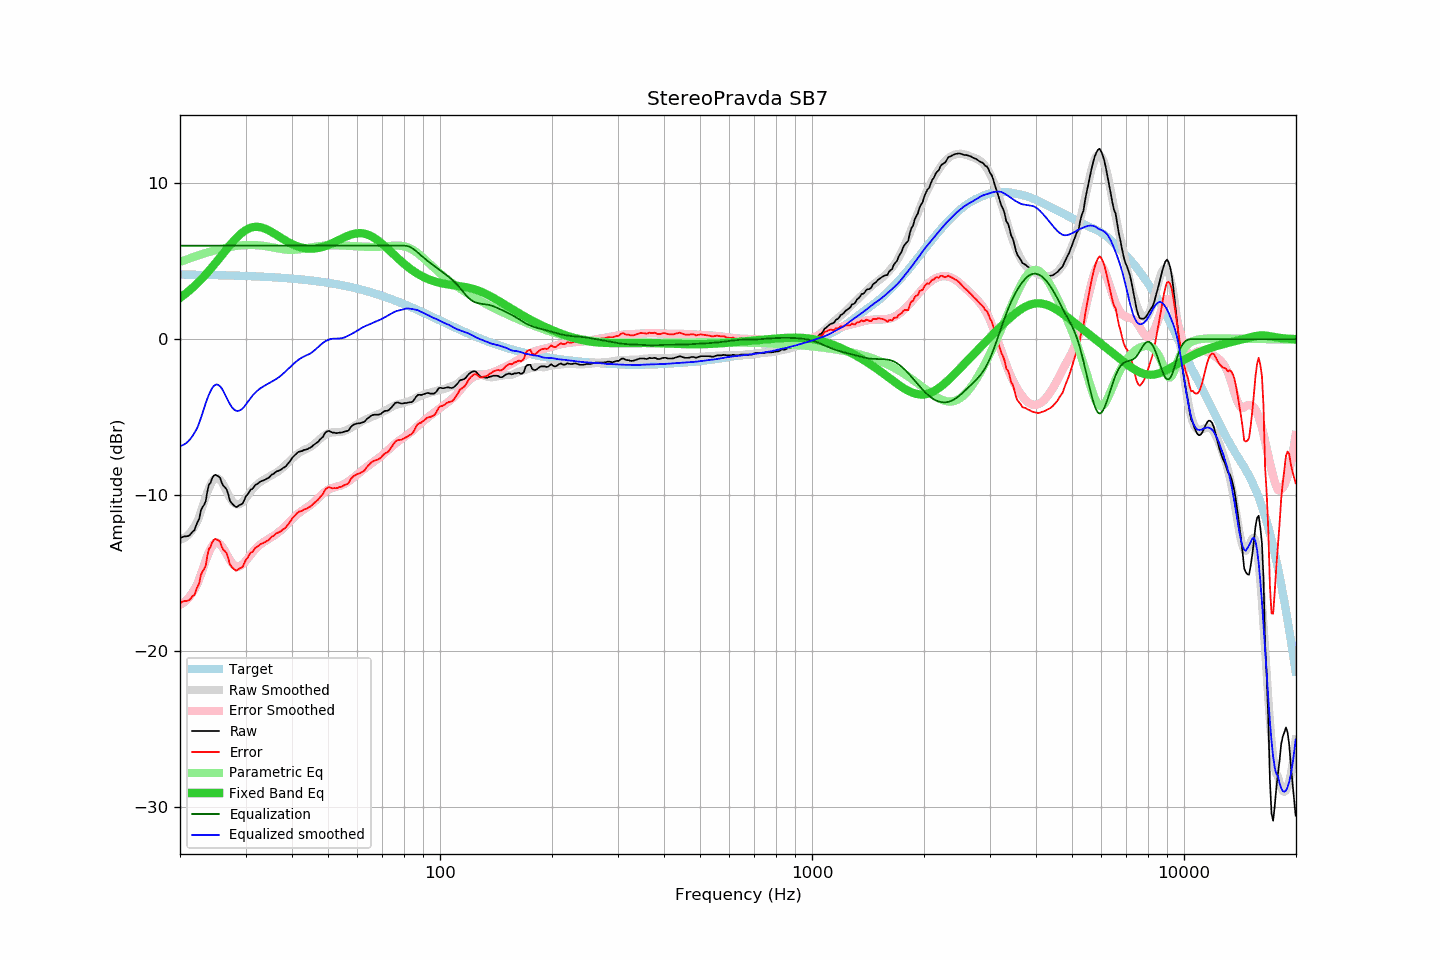 StereoPravda SB7
Amplitude (dBr)
10
0
−10
−20
−30
Target
Raw Smoothed
Error Smoothed
Raw
Error
Parametric Eq
Fixed Band Eq
Equalization
Equalized smoothed
100 1000 10000
Frequency (Hz)